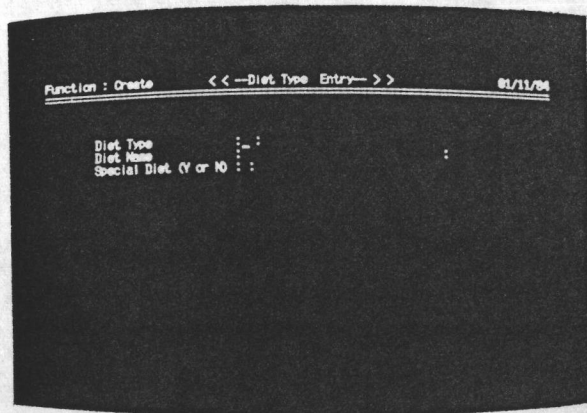 Function : Create <<--Diet Type Entry-->> 01/11/84
Diet Type :_ :
Diet Name : :
Special Diet (Y or N) : :